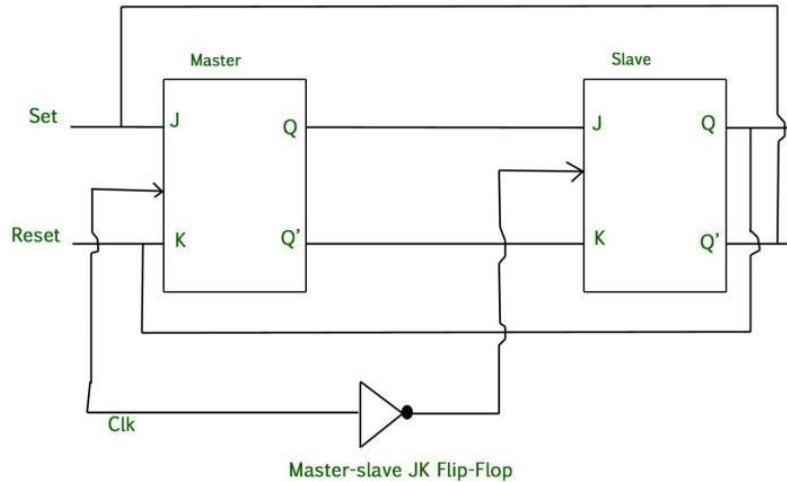 Master
Slave
Set
J
Q
J
Q
Reset
K
Q'
K
Q'
Clk
Master-slave JK Flip-Flop